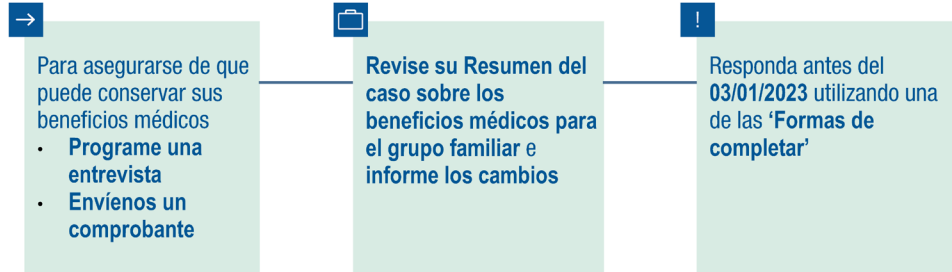 Para asegurarse de que
puede conservar sus
beneficios médicos
• Programe una
entrevista
• Envíenos un
comprobante
Revise su Resumen del
caso sobre los
beneficios médicos para
el grupo familiar e
informe los cambios
!
Responda antes del
03/01/2023 utilizando una
de las ‘Formas de
completar’